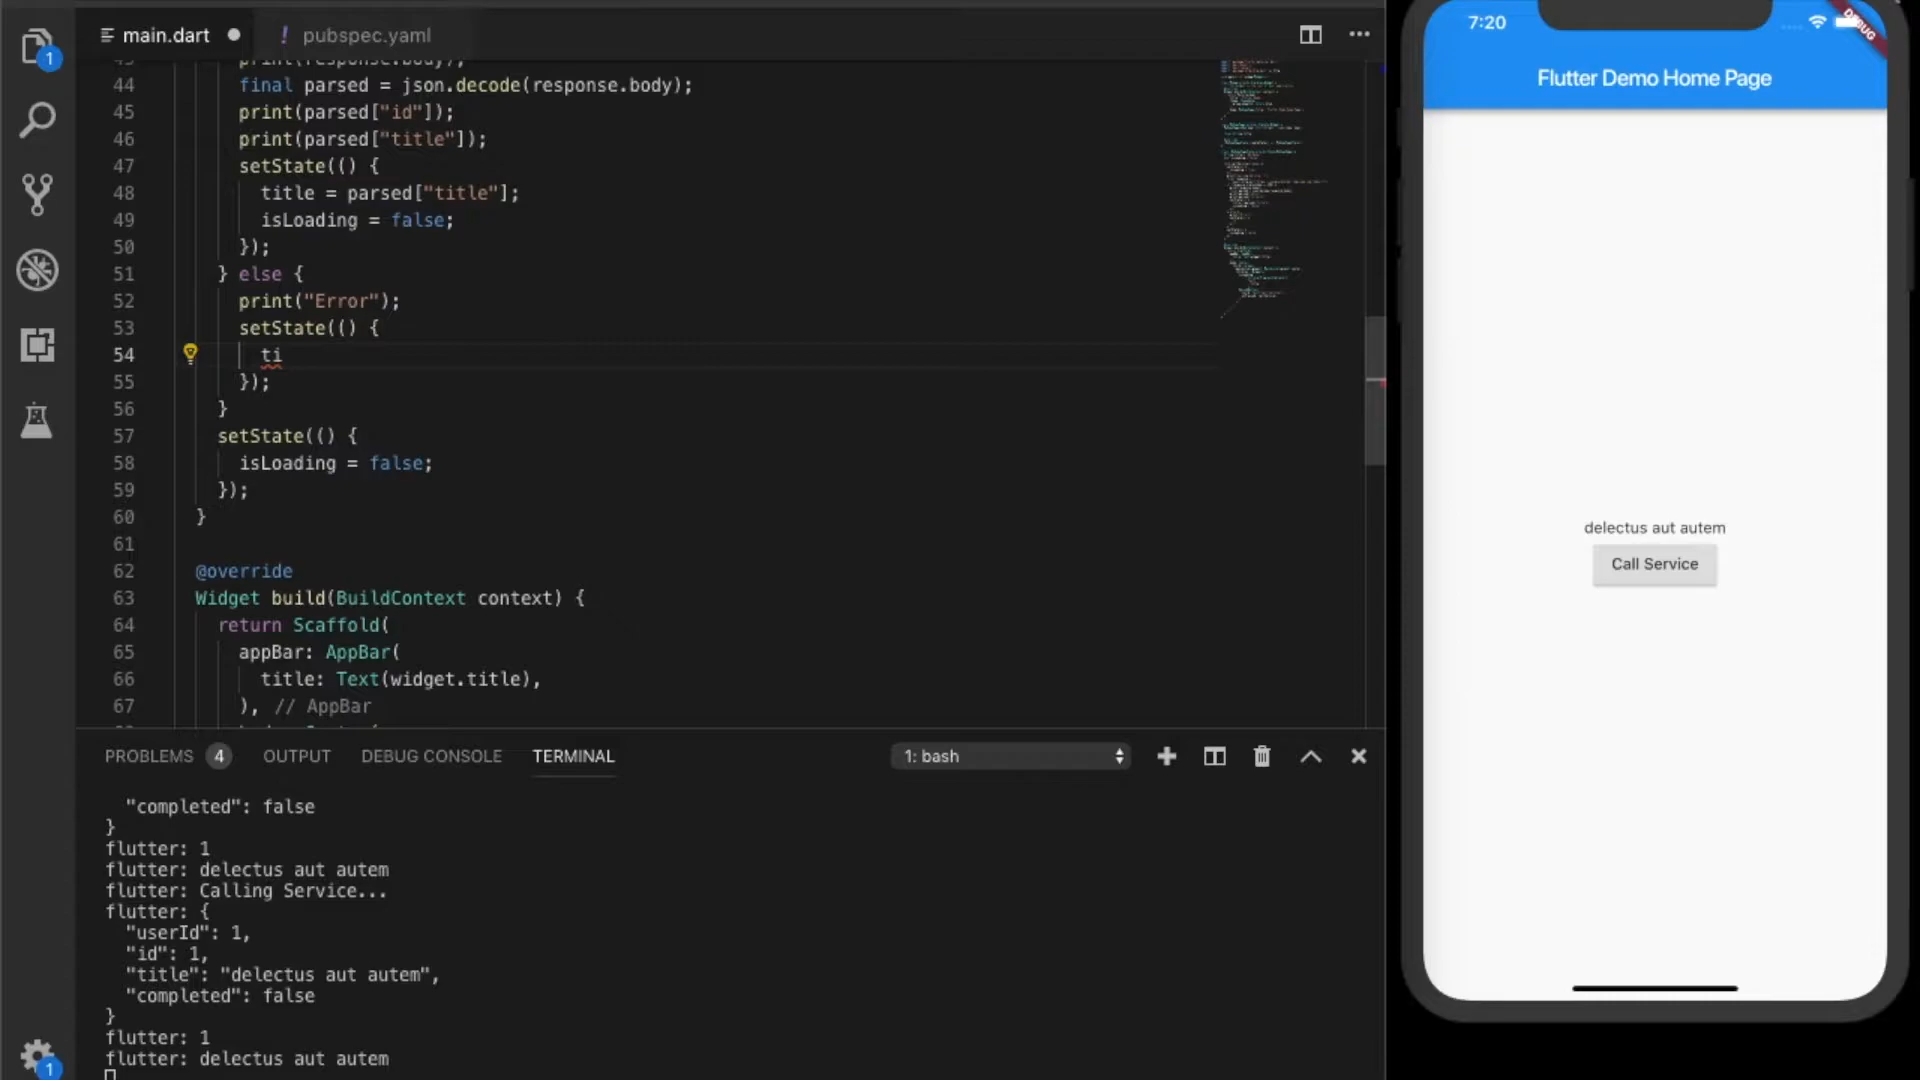 main.dart
! pubspec.yaml
print(response.body);
44 final parsed = json.decode(response.body);
45 print(parsed["id"]);
46 print(parsed["title"]);
47 setState(() {
48 title = parsed["title"];
49 isLoading = false;
50 });
51 } else {
52 print("Error");
53 setState(() {
54 ti
55 });
56 }
57 setState(() {
58 isLoading = false;
59 });
60 }
61
62 @override
63 Widget build(BuildContext context) {
64 return Scaffold(
65 appBar: AppBar(
66 title: Text(widget.title),
67 ), // AppBar
1
1
PROBLEMS 4 OUTPUT DEBUG CONSOLE TERMINAL 1: bash
"completed": false
}
flutter: 1
flutter: delectus aut autem
flutter: Calling Service...
flutter: {
"userId": 1,
"id": 1,
"title": "delectus aut autem",
"completed": false
}
flutter: 1
flutter: delectus aut autem
7:20
DEBUG
Flutter Demo Home Page
delectus aut autem
Call Service